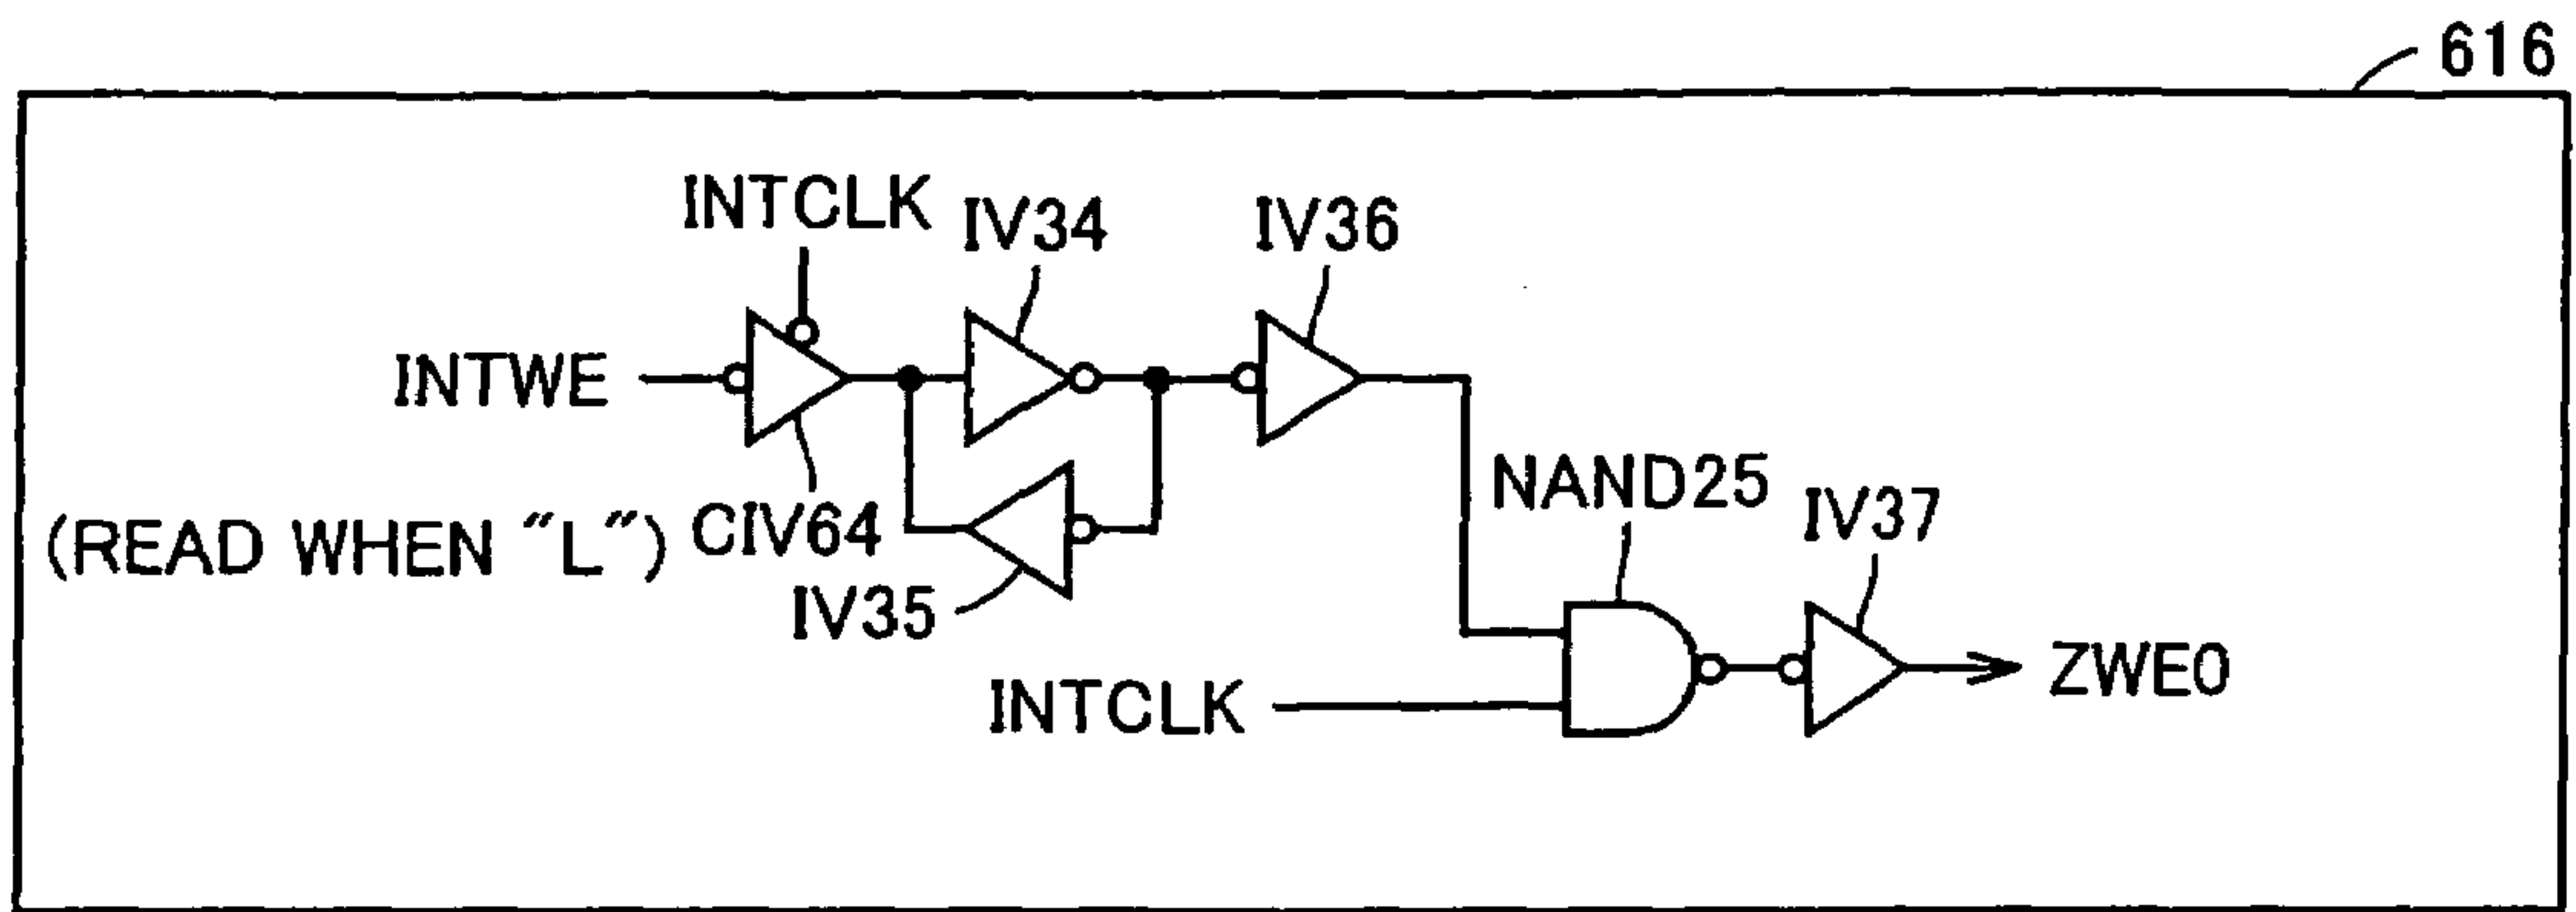 616
INTCLK
IV34
IV36
INTWE
NAND25
IV37
(READ WHEN "L")
CIV64
IV35
ZWE0
INTCLK